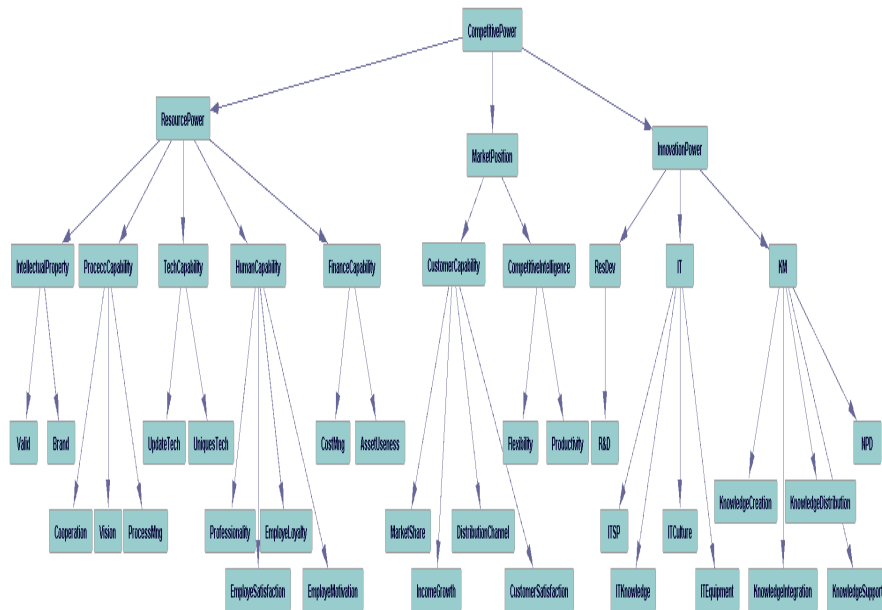 CompetitivePower
ResourcePower
MarketPosition
InnovationPower
IntellectualProperty
ProceccCapability
TechCapability
HumanCapability
FinanceCapability
CustomerCapability
CompetitiveIntelligence
ResDev
IT
KM
Valid
Brand
UpdateTech
UniquesTech
CostMng
AssetUseness
Flexibility
Productivity
R&D
NPD
KnowledgeCreation
KnowledgeDistribution
Cooperation
Vision
ProcessMng
Professionality
EmployeLoyalty
MarketShare
DistributionChannel
ITSP
ITCulture
EmployeSatisfaction
EmployeMotivation
IncomeGrowth
CustomerSatisfaction
ITKnowledge
ITEquipment
KnowledgeIntegration
KnowledgeSupport